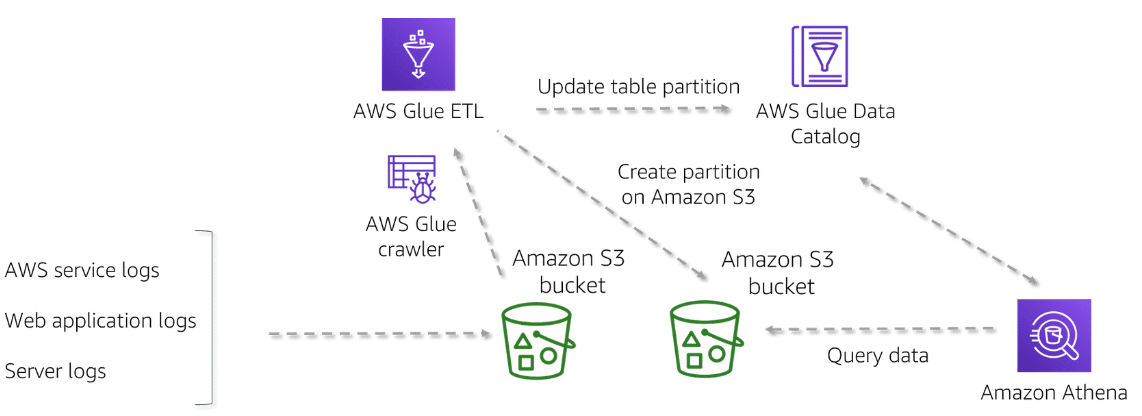 AWS Glue ETL
Update table partition
AWS Glue Data
Catalog
Create partition
on Amazon S3
AWS Glue
crawler
AWS service logs
Web application logs
Server logs
Amazon S3
bucket
Amazon S3
bucket
Query data
Amazon Athena